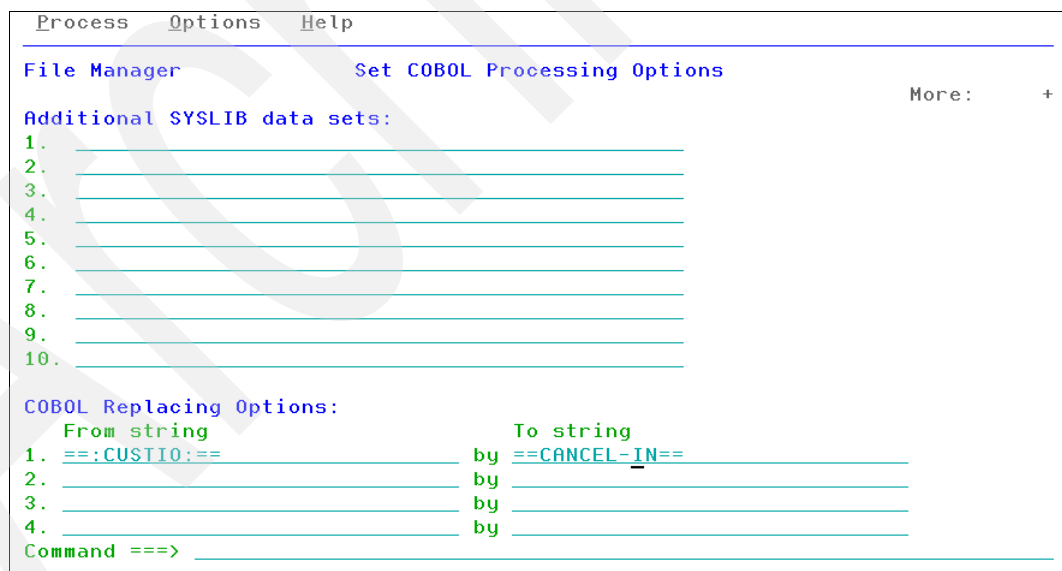 Process Options Help
File Manager Set COBOL Processing Options
More: +
Additional SYSLIB data sets:
1.
2.
3.
4.
5.
6.
7.
8.
9.
10.
COBOL Replacing Options:
From string To string
1. ==:CUSTIO:== by ==CANCEL-IN==
2. by
3. by
4. by
Command ===>